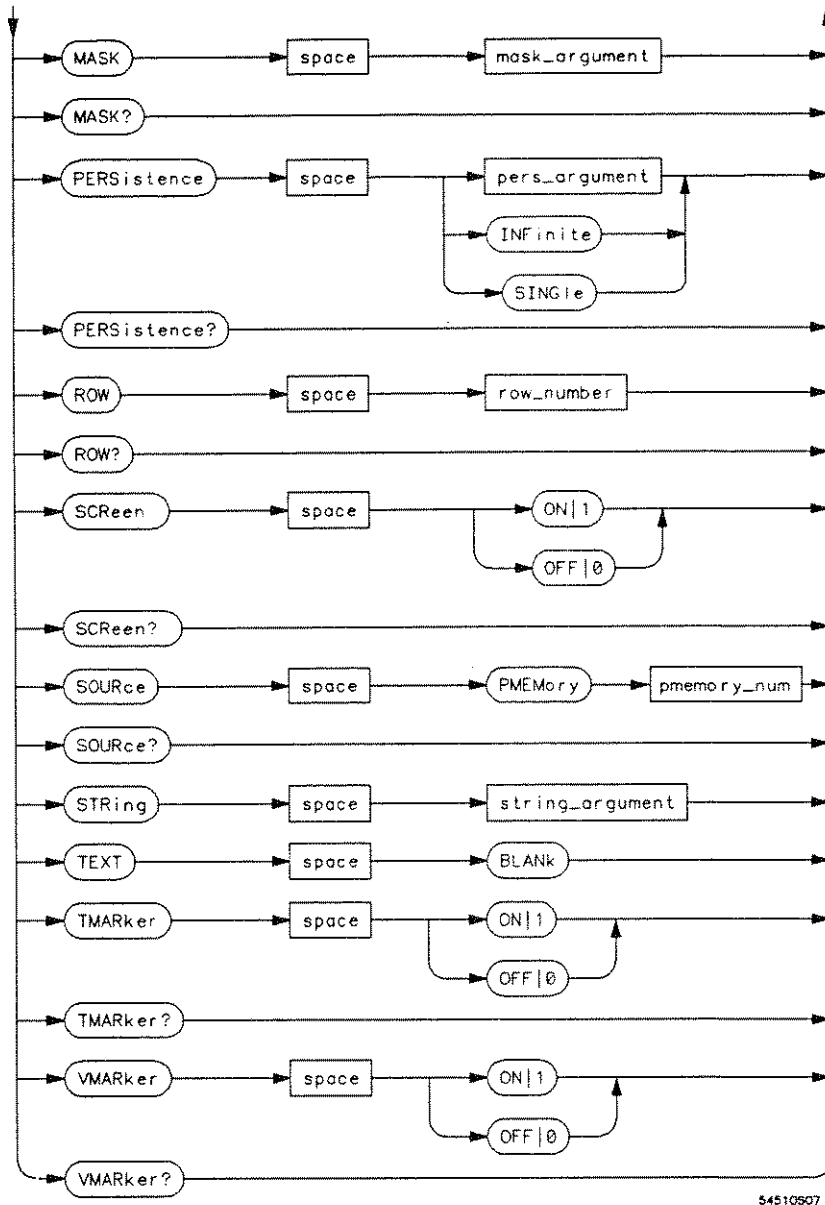 MASK space mask_argument
MASK?
PERSistence space pers_argument
INFinite
SINGle
PERSistence?
ROW space row_number
ROW?
SCReen space ON|1
OFF|0
SCReen?
SOURce space PMEMory pmemory_num
SOURce?
STRing space string_argument
TEXT space BLANk
TMARker space ON|1
OFF|0
TMARker?
VMARker space ON|1
OFF|0
VMARker?
54510S07